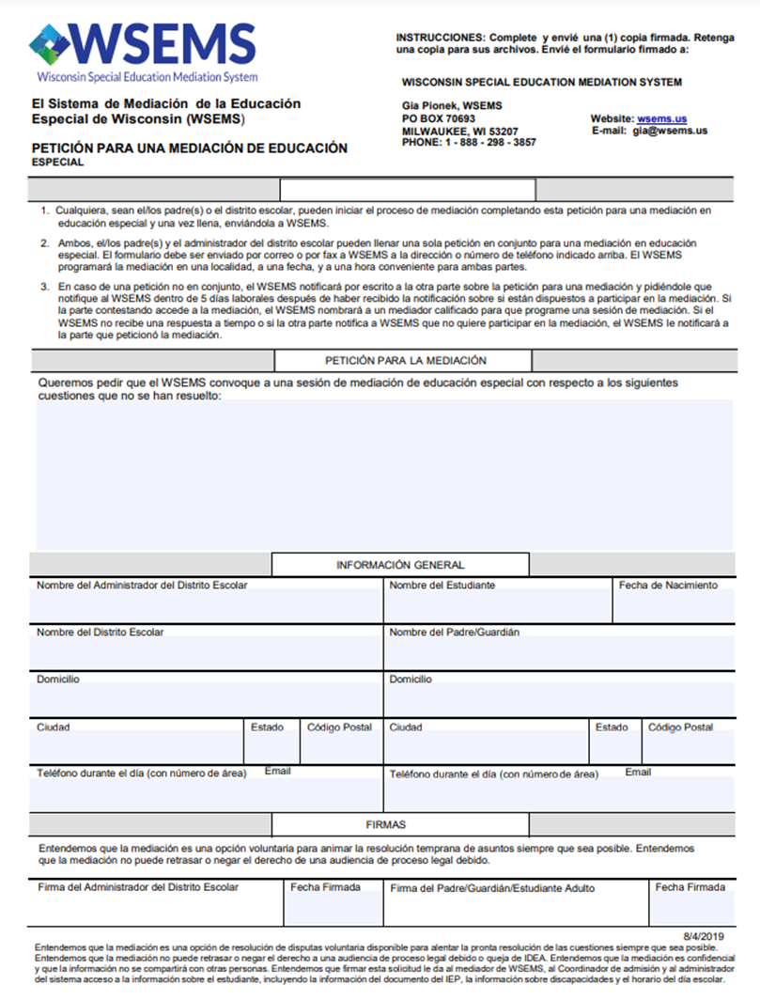 WSEMS
Wisconsin Special Education Mediation System
El Sistema de Mediación de la Educación
Especial de Wisconsin (WSEMS)
PETICIÓN PARA UNA MEDIACIÓN DE EDUCACIÓN
ESPECIAL
INSTRUCCIONES: Complete y envié una (1) copia firmada. Retenga
una copia para sus archivos. Envié el formulario firmado a:
WISCONSIN SPECIAL EDUCATION MEDIATION SYSTEM
Gia Pionek, WSEMS
PO BOX 70693
MILWAUKEE, WI 53207
PHONE: 1 - 888 - 298 - 3857
Website: wsems.us
E-mail: gia@wsems.us
1. Cualquiera, sean el/los padre(s) o el distrito escolar, pueden iniciar el proceso de mediación completando esta petición para una mediación en
educación especial y una vez llena, enviándola a WSEMS.
2. Ambos, el/los padre(s) y el administrador del distrito escolar pueden llenar una sola petición en conjunto para una mediación en educación
especial. El formulario debe ser enviado por correo o por fax a WSEMS a la dirección o número de teléfono indicado arriba. El WSEMS
programará la mediación en una localidad, a una fecha, y a una hora conveniente para ambas partes.
3. En caso de una petición no en conjunto, el WSEMS notificará por escrito a la otra parte sobre la petición para una mediación y pidiéndole que
notifique al WSEMS dentro de 5 días laborales después de haber recibido la notificación sobre si están dispuestos a participar en la mediación. Si
la parte contestando accede a la mediación, el WSEMS nombrará a un mediador calificado para que programe una sesión de mediación. Si el
WSEMS no recibe una respuesta a tiempo o si la otra parte notifica a WSEMS que no quiere participar en la mediación, el WSEMS le notificará a
la parte que peticionó la mediación.
PETICIÓN PARA LA MEDIACIÓN
Queremos pedir que el WSEMS convoque a una sesión de mediación de educación especial con respecto a los siguientes
cuestiones que no se han resuelto:
INFORMACIÓN GENERAL
Nombre del Administrador del Distrito Escolar
Nombre del Estudiante
Fecha de Nacimiento
Nombre del Distrito Escolar
Nombre del Padre/Guardián
Domicilio
Domicilio
Ciudad
Estado
Código Postal
Ciudad
Estado
Código Postal
Teléfono durante el día (con número de área)
Email
Teléfono durante el día (con número de área)
Email
FIRMAS
Entendemos que la mediación es una opción voluntaria para animar la resolución temprana de asuntos siempre que sea posible. Entendemos
que la mediación no puede retrasar o negar el derecho de una audiencia de proceso legal debido.
Firma del Administrador del Distrito Escolar
Fecha Firmada
Firma del Padre/Guardián/Estudiante Adulto
Fecha Firmada
8/4/2019
Entendemos que la mediación es una opción de resolución de disputas voluntaria disponible para alentar la pronta resolución de las cuestiones siempre que sea posible.
Entendemos que la mediación no puede retrasar o negar el derecho a una audiencia de proceso legal debido o queja de IDEA. Entendemos que la mediación es confidencial
y que la información no se compartirá con otras personas. Entendemos que firmar esta solicitud le da al mediador de WSEMS, al Coordinador de admisión y al administrador
del sistema acceso a la información sobre el estudiante, incluyendo la información del documento del IEP, la información sobre discapacidades y el horario del día escolar.